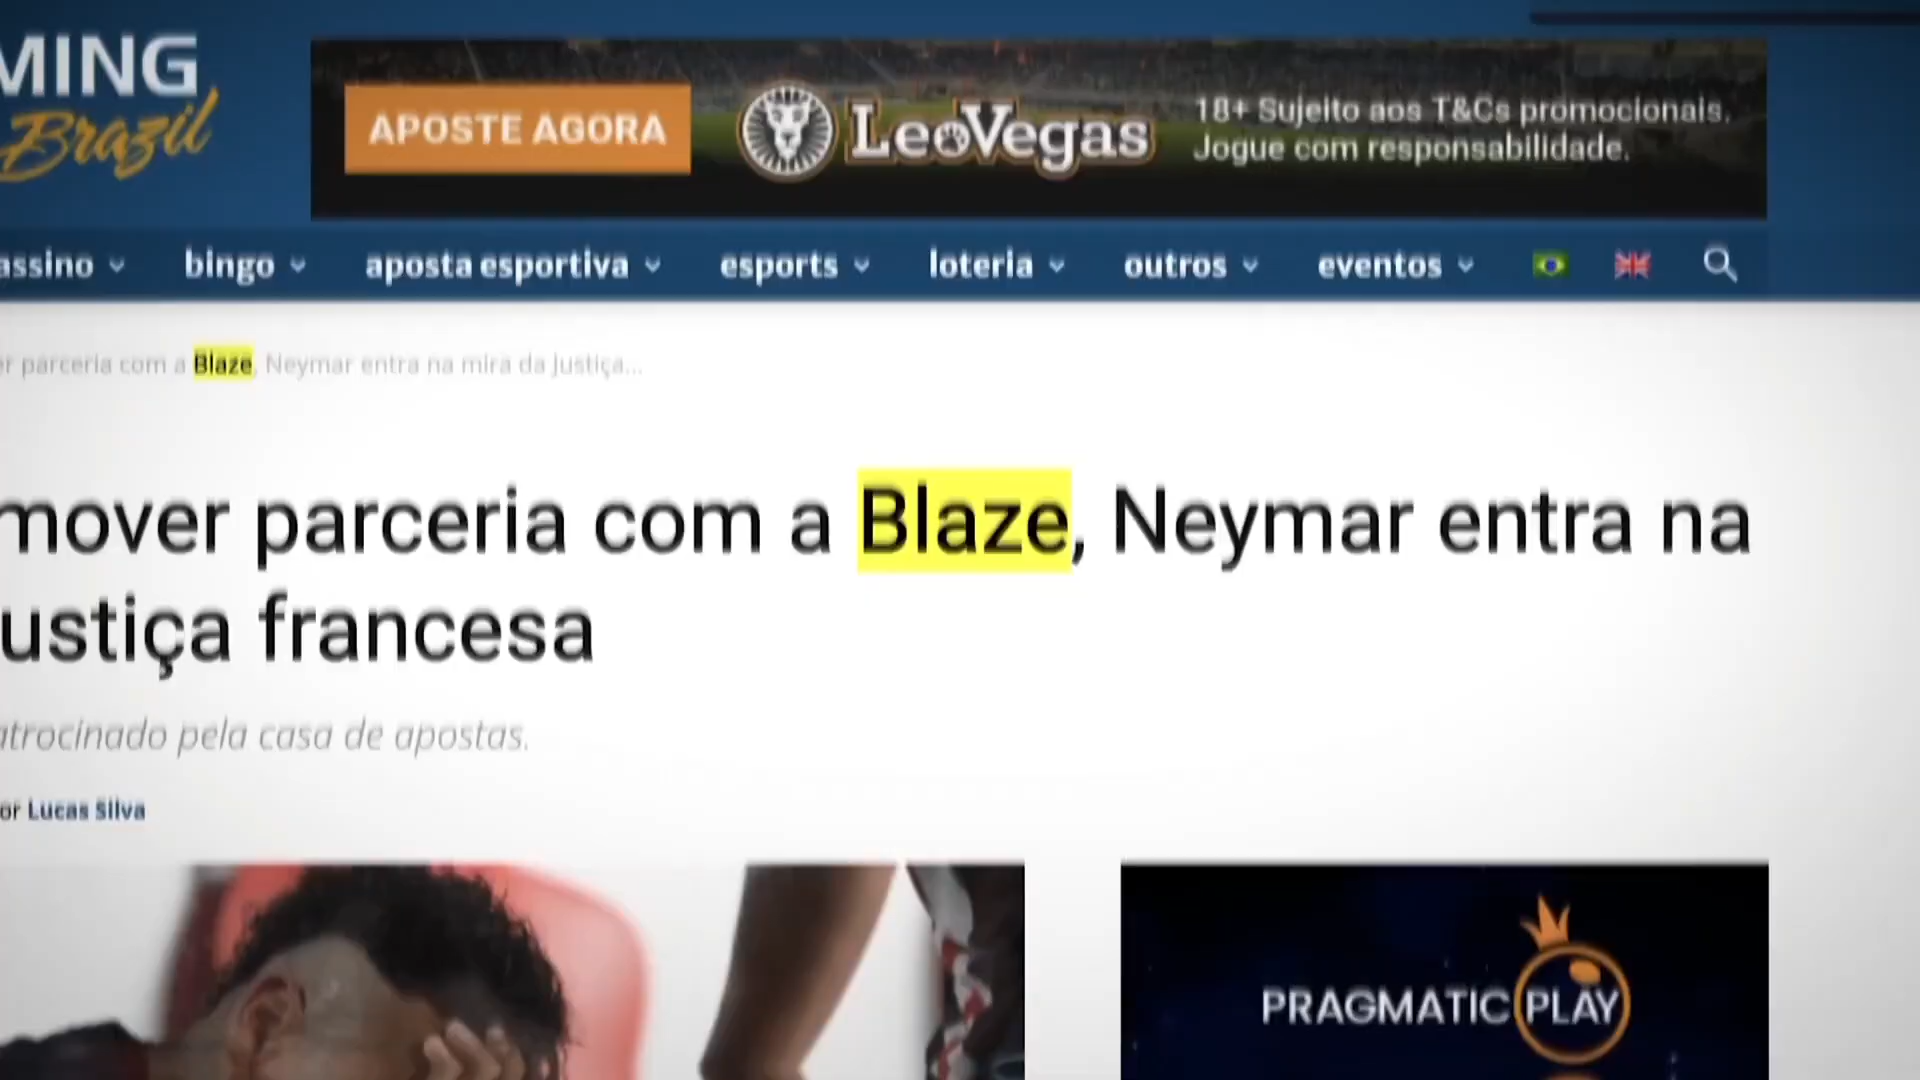 MING
Brazil
APOSTE AGORA
LeoVegas
18+ Sujeito aos T&Cs promocionais.
Jogue com responsabilidade.
assino bingo aposta esportiva esports loteria outros eventos
er parceria com a Blaze, Neymar entra na mira da Justiça...
mover parceria com a Blaze, Neymar entra na
ustiça francesa
atrocinado pela casa de apostas.
or Lucas Silva
PRAGMATIC PLAY